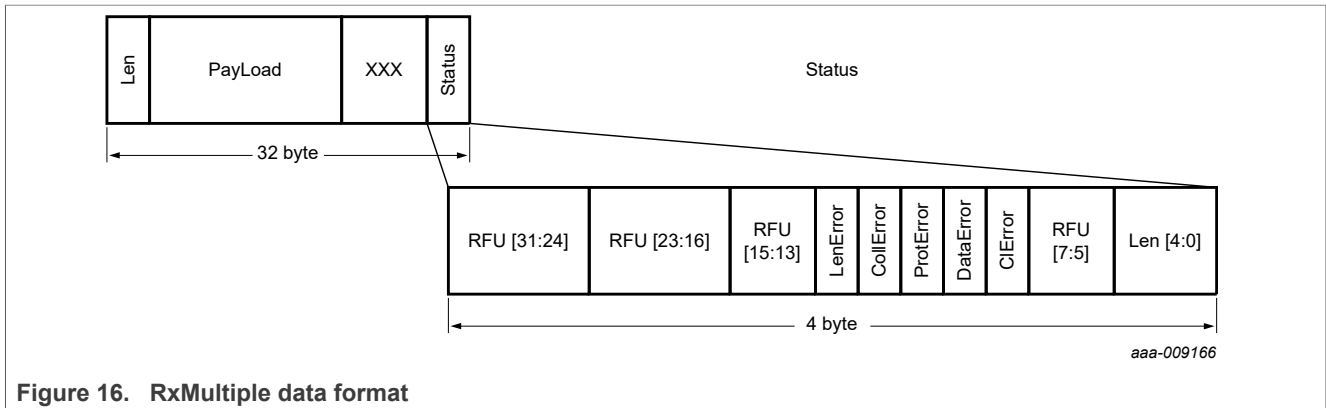 Len
PayLoad
XXX
Status
Status
32 byte
RFU [31:24]
RFU [23:16]
RFU
[15:13]
LenError
CollError
ProtError
DataError
ClError
RFU
[7:5]
Len [4:0]
4 byte
aaa-009166
Figure 16. RxMultiple data format